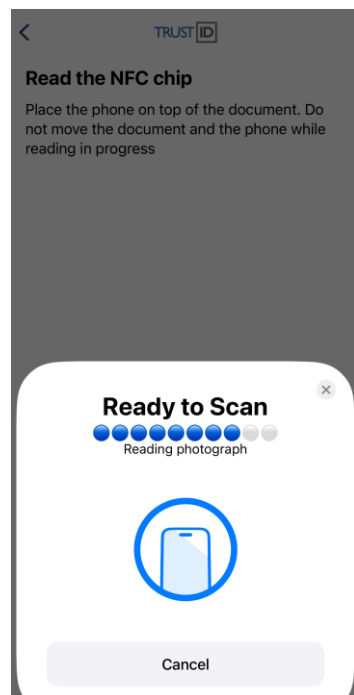 TRUST ID
Read the NFC chip
Place the phone on top of the document. Do
not move the document and the phone while
reading in progress
Ready to Scan
Reading photograph
Cancel